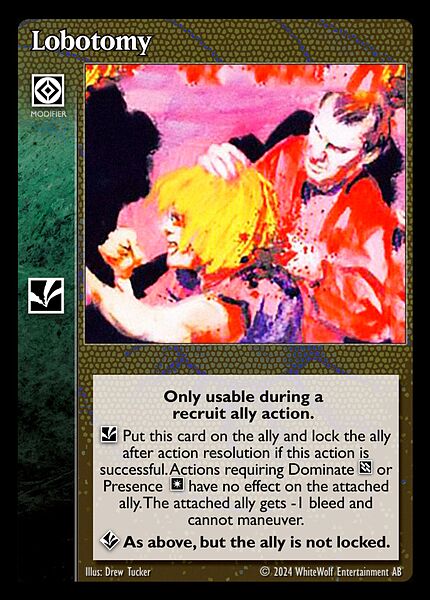 Lobotomy
MODIFIER
Only usable during a
recruit ally action.
Put this card on the ally and lock the ally
after action resolution if this action is
successful. Actions requiring Dominate or
Presence have no effect on the attached
ally. The attached ally gets -1 bleed and
cannot maneuver.
As above, but the ally is not locked.
Illus: Drew Tucker © 2024 WhiteWolf Entertainment AB